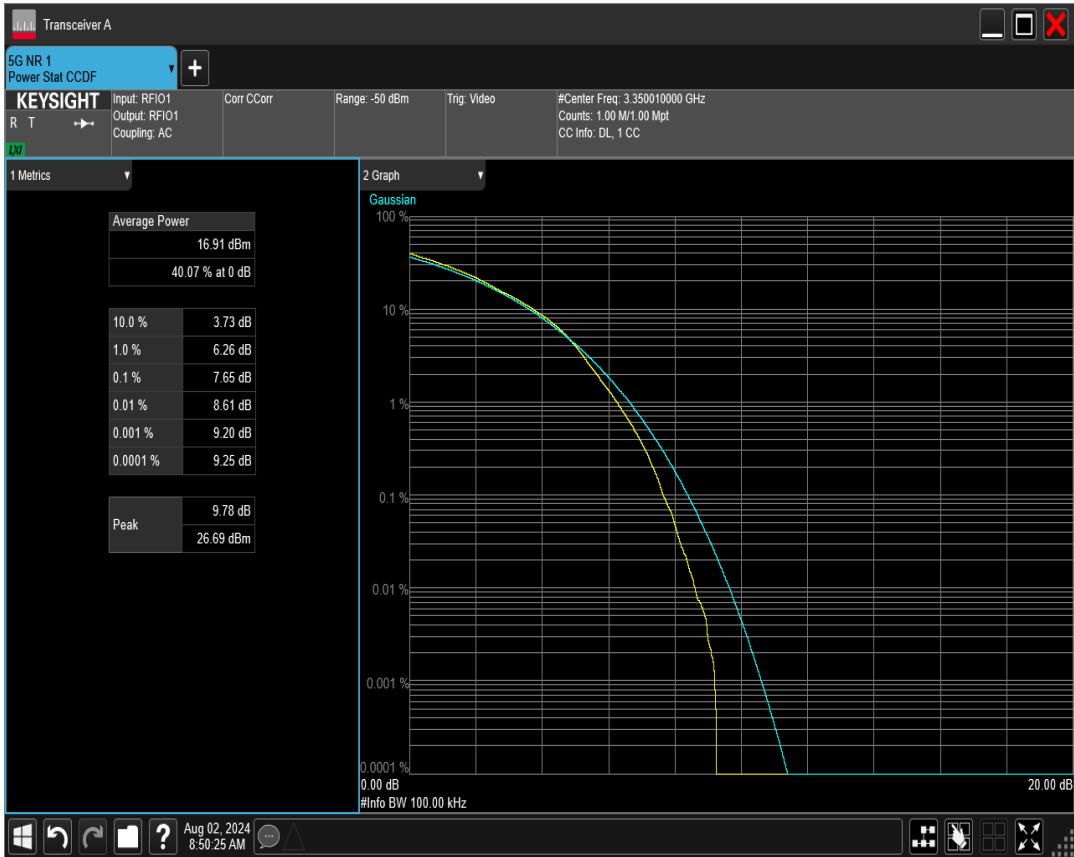 Transceiver A
5G NR 1
Power Stat CCDF
KEYSIGHT
R T
LXI
Input: RFIO1
Output: RFIO1
Coupling: AC
Corr CCorr
Range: -50 dBm
Trig: Video
#Center Freq: 3.350010000 GHz
Counts: 1.00 M/1.00 Mpt
CC Info: DL, 1 CC
1 Metrics
Average Power
16.91 dBm
40.07 % at 0 dB
10.0 % 3.73 dB
1.0 % 6.26 dB
0.1 % 7.65 dB
0.01 % 8.61 dB
0.001 % 9.20 dB
0.0001 % 9.25 dB
Peak
9.78 dB
26.69 dBm
2 Graph
Gaussian
100 %
10 %
1 %
0.1 %
0.01 %
0.001 %
0.0001 %
0.00 dB 20.00 dB
#Info BW 100.00 kHz
? Aug 02, 2024
8:50:25 AM